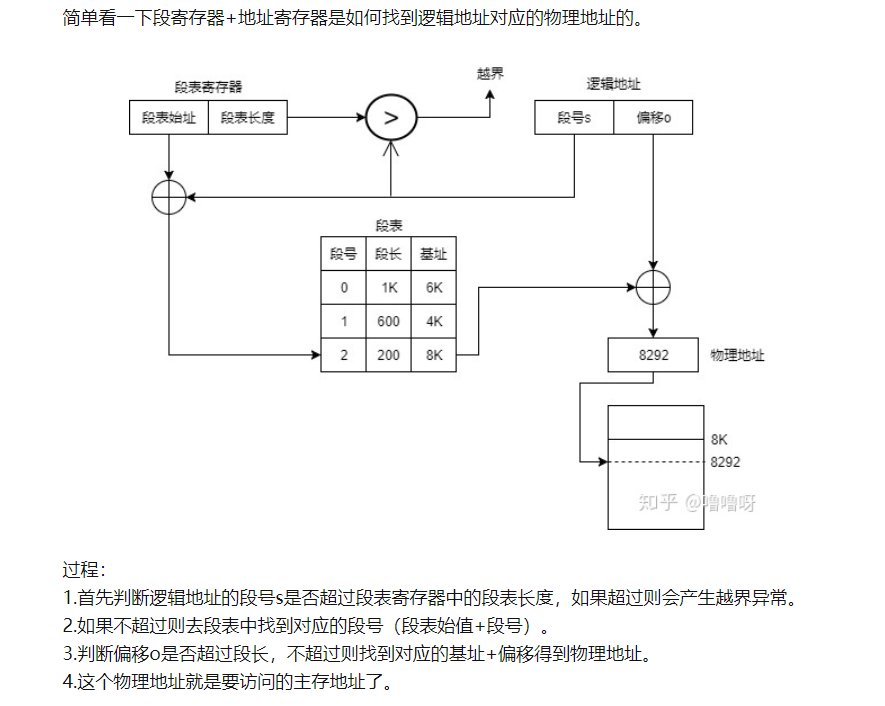 简单看一下段寄存器+地址寄存器是如何找到逻辑地址对应的物理地址的。
越界
段表寄存器
逻辑地址
段表始址 段表长度
>
段号s 偏移o
段表
段号 段长 基址
0 1K 6K
1 600 4K
2 200 8K
8292 物理地址
8K
8292
知乎 @噜噜呀
过程：
1.首先判断逻辑地址的段号s是否超过段表寄存器中的段表长度，如果超过则会产生越界异常。
2.如果不超过则去段表中找到对应的段号（段表始值+段号）。
3.判断偏移o是否超过段长，不超过则找到对应的基址+偏移得到物理地址。
4.这个物理地址就是要访问的主存地址了。